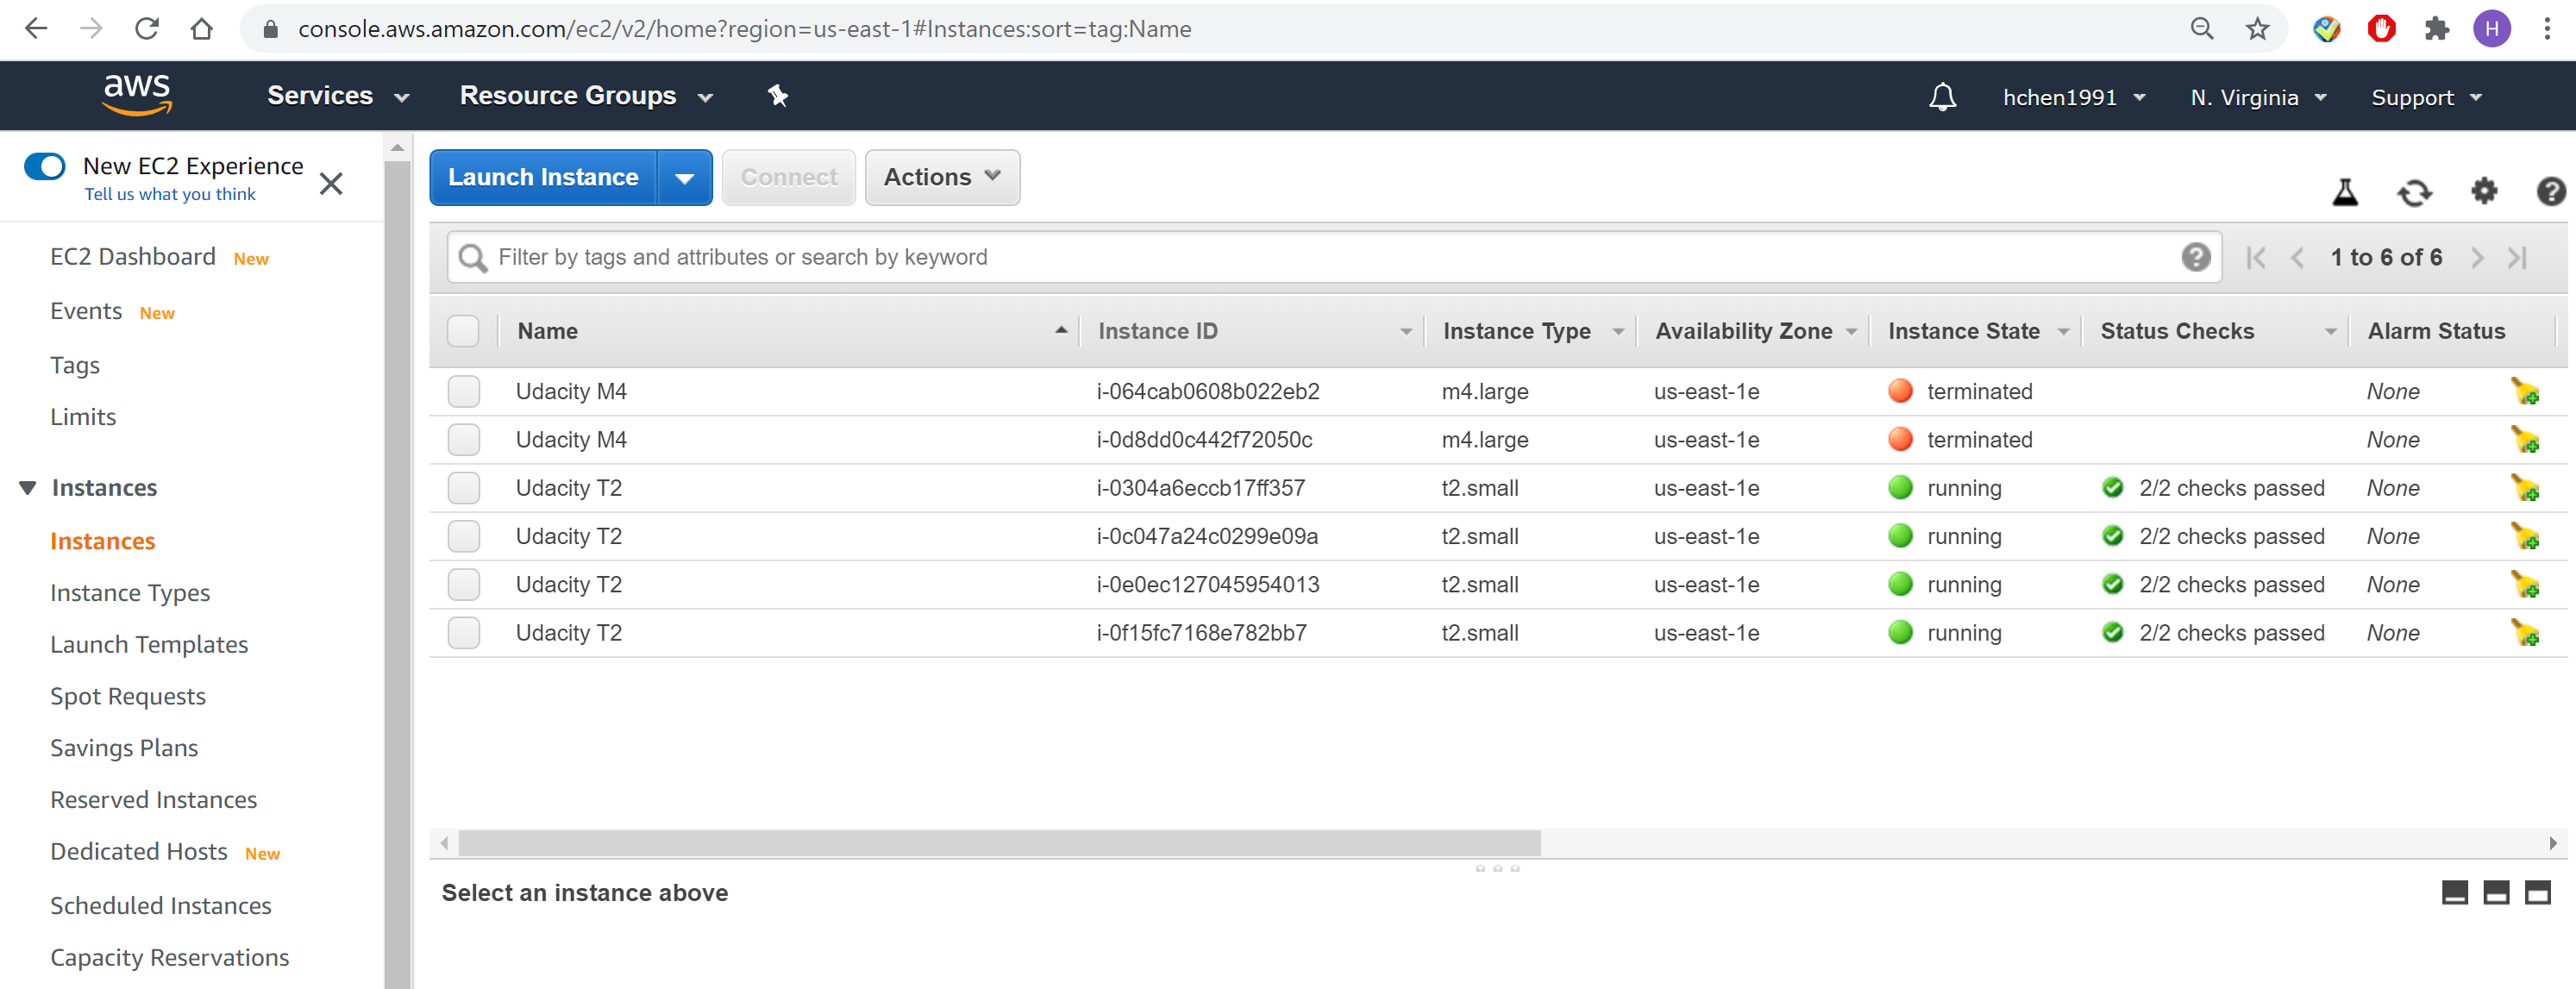 console.aws.amazon.com/ec2/v2/home?region=us-east-1#Instances:sort=tag:Name
H
aws
Services
Resource Groups
hchen1991
N. Virginia
Support
New EC2 Experience
Tell us what you think
EC2 Dashboard New
Events New
Tags
Limits
Instances
Instances
Instance Types
Launch Templates
Spot Requests
Savings Plans
Reserved Instances
Dedicated Hosts New
Scheduled Instances
Capacity Reservations
Launch Instance
Connect
Actions
Filter by tags and attributes or search by keyword
1 to 6 of 6
Name Instance ID Instance Type Availability Zone Instance State Status Checks Alarm Status
Udacity M4 i-064cab0608b022eb2 m4.large us-east-1e terminated None
Udacity M4 i-0d8dd0c442f72050c m4.large us-east-1e terminated None
Udacity T2 i-0304a6eccb17ff357 t2.small us-east-1e running 2/2 checks passed None
Udacity T2 i-0c047a24c0299e09a t2.small us-east-1e running 2/2 checks passed None
Udacity T2 i-0e0ec127045954013 t2.small us-east-1e running 2/2 checks passed None
Udacity T2 i-0f15fc7168e782bb7 t2.small us-east-1e running 2/2 checks passed None
Select an instance above